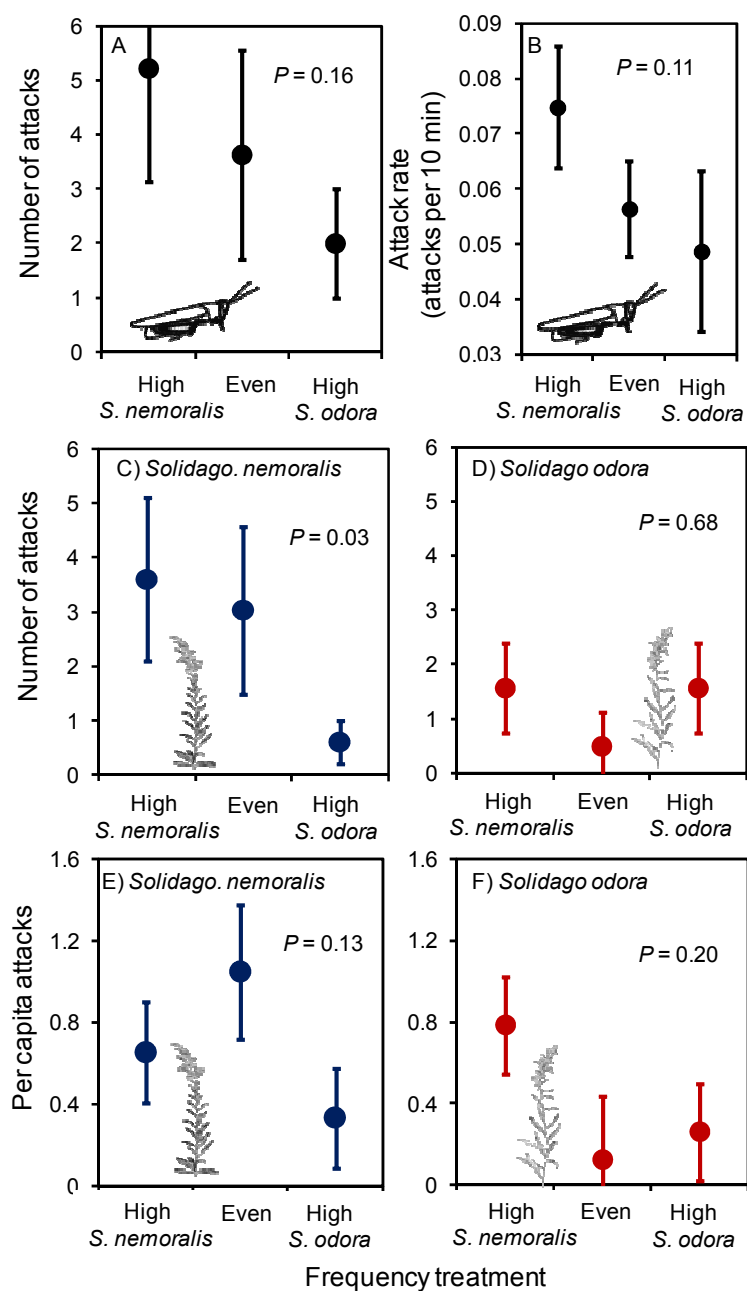 A
P = 0.16
Number of attacks
6
5
4
3
2
1
0
High
S. nemoralis
Even
High
S. odora
B
P = 0.11
Attack rate
(attacks per 10 min)
0.09
0.08
0.07
0.06
0.05
0.04
0.03
High
S. nemoralis
Even
High
S. odora
C) Solidago. nemoralis
P = 0.03
Number of attacks
6
5
4
3
2
1
0
High
S. nemoralis
Even
High
S. odora
D) Solidago odora
P = 0.68
6
5
4
3
2
1
0
High
S. nemoralis
Even
High
S. odora
E) Solidago. nemoralis
P = 0.13
Per capita attacks
1.6
1.2
0.8
0.4
0
High
S. nemoralis
Even
High
S. odora
F) Solidago odora
P = 0.20
1.6
1.2
0.8
0.4
0
High
S. nemoralis
Even
High
S. odora
Frequency treatment